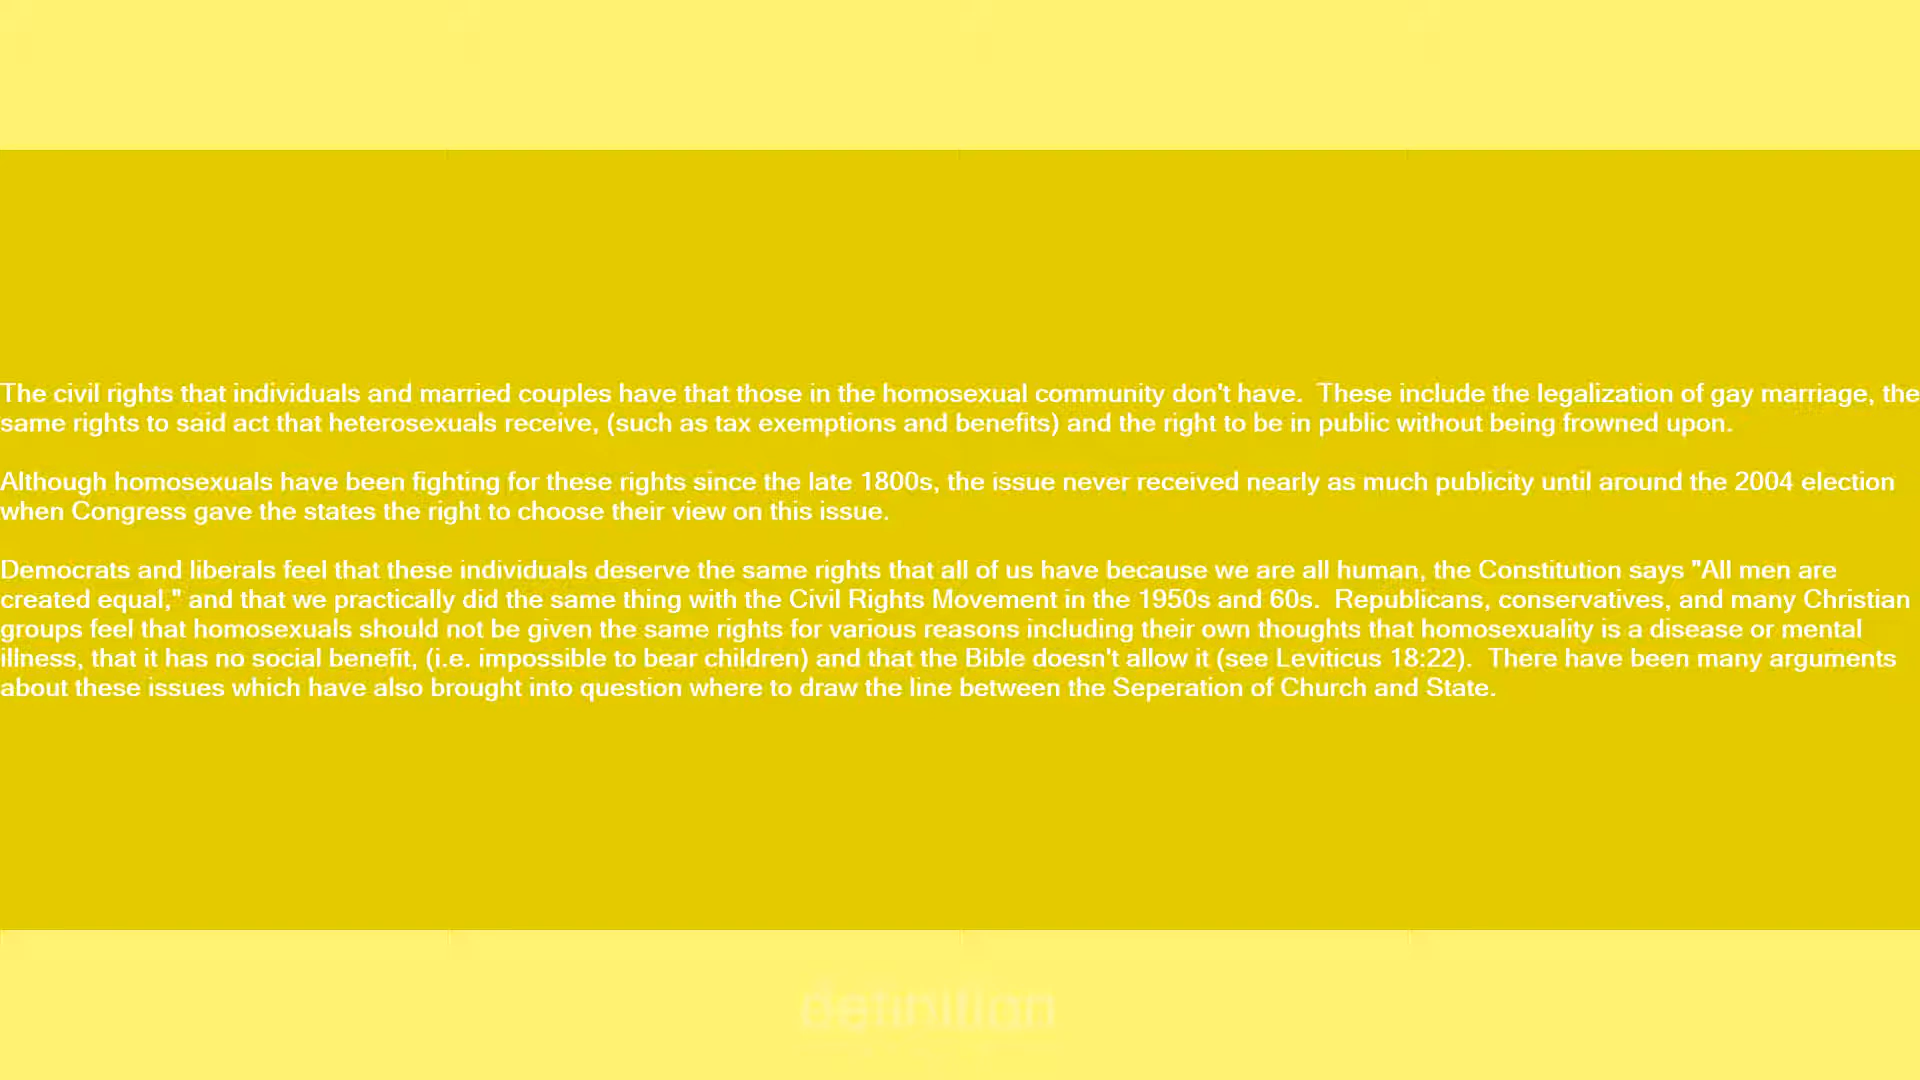 The civil rights that individuals and married couples have that those in the homosexual community don't have.  These include the legalization of gay marriage, the
same rights to said act that heterosexuals receive, (such as tax exemptions and benefits) and the right to be in public without being frowned upon.
Although homosexuals have been fighting for these rights since the late 1800s, the issue never received nearly as much publicity until around the 2004 election
when Congress gave the states the right to choose their view on this issue.
Democrats and liberals feel that these individuals deserve the same rights that all of us have because we are all human, the Constitution says "All men are
created equal," and that we practically did the same thing with the Civil Rights Movement in the 1950s and 60s.  Republicans, conservatives, and many Christian
groups feel that homosexuals should not be given the same rights for various reasons including their own thoughts that homosexuality is a disease or mental
illness, that it has no social benefit, (i.e. impossible to bear children) and that the Bible doesn't allow it (see Leviticus 18:22).  There have been many arguments
about these issues which have also brought into question where to draw the line between the Seperation of Church and State.
definition